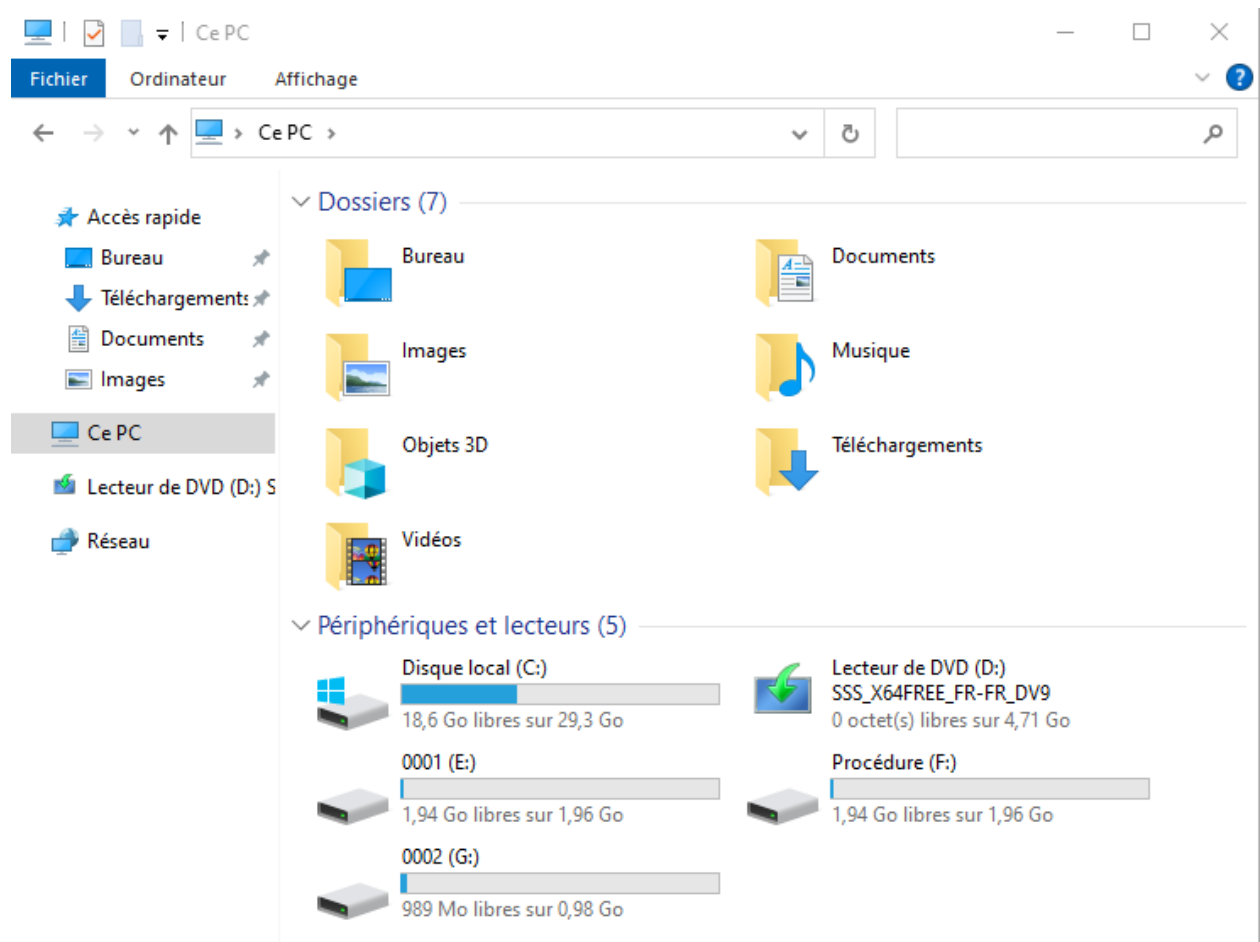 Ce PC
Fichier Ordinateur Affichage
Ce PC
Accès rapide
Bureau
Téléchargements
Documents
Images
Ce PC
Lecteur de DVD (D:) S
Réseau
Dossiers (7)
Bureau
Documents
Images
Musique
Objets 3D
Téléchargements
Vidéos
Périphériques et lecteurs (5)
Disque local (C:)
18,6 Go libres sur 29,3 Go
Lecteur de DVD (D:)
SSS_X64FREE_FR-FR_DV9
0 octet(s) libres sur 4,71 Go
0001 (E:)
1,94 Go libres sur 1,96 Go
Procédure (F:)
1,94 Go libres sur 1,96 Go
0002 (G:)
989 Mo libres sur 0,98 Go